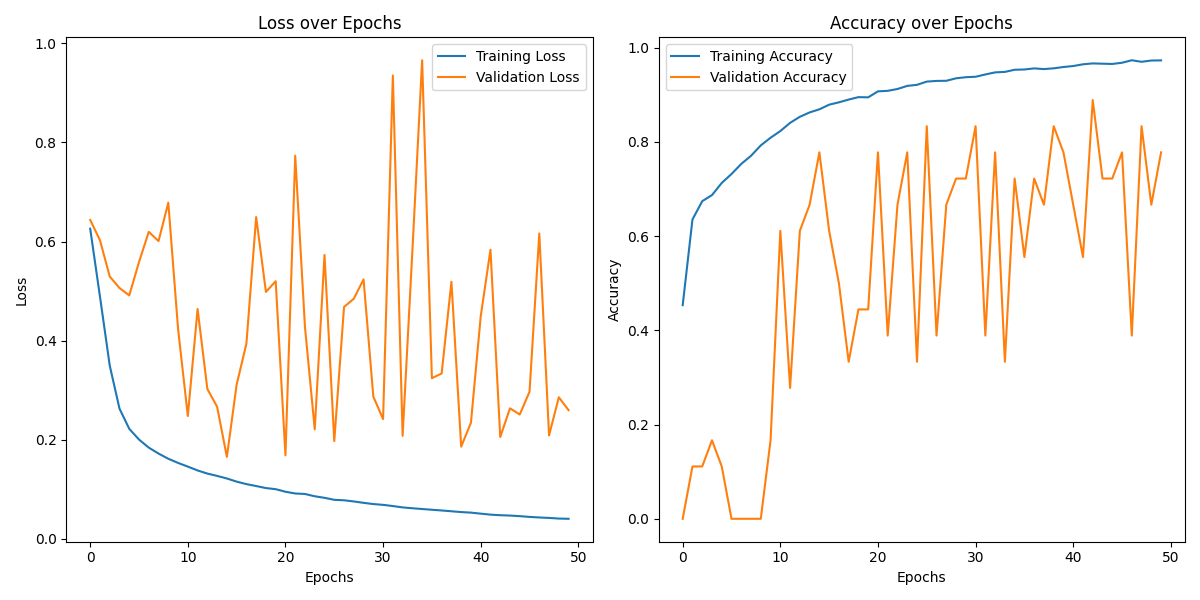 Loss over Epochs
Training Loss
Validation Loss
Loss
1.0
0.8
0.6
0.4
0.2
0.0
0 10 20 30 40 50
Epochs
Accuracy over Epochs
Training Accuracy
Validation Accuracy
Accuracy
1.0
0.8
0.6
0.4
0.2
0.0
0 10 20 30 40 50
Epochs